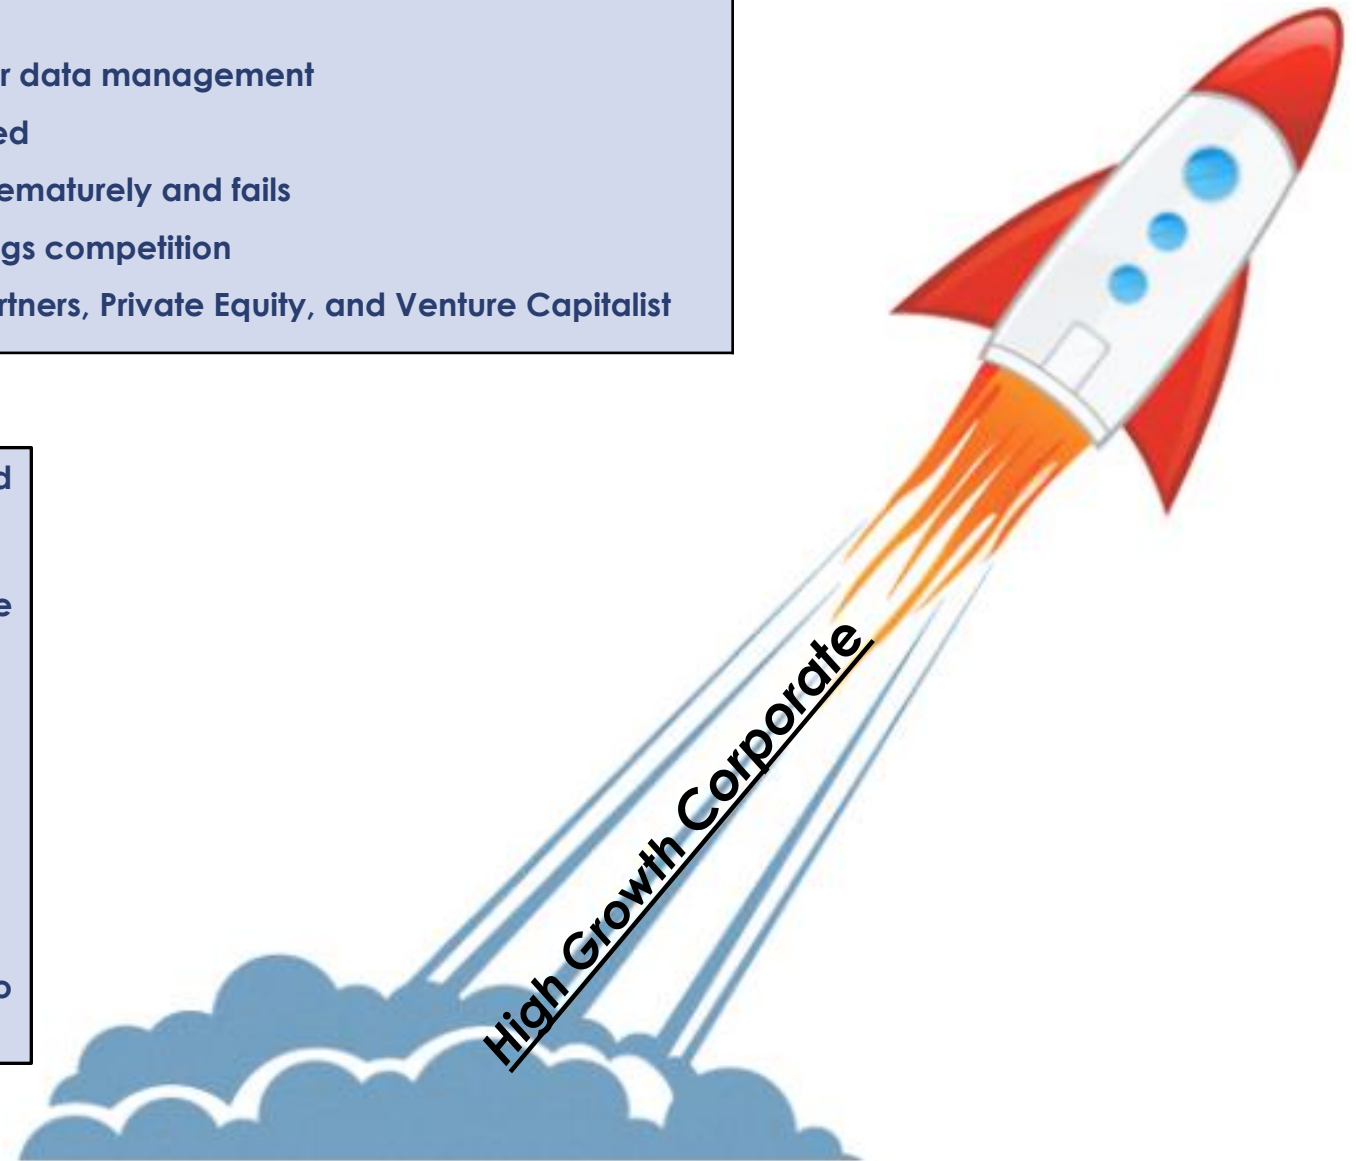 r data management
ed
ematurely and fails
gs competition
rtners, Private Equity, and Venture Capitalist
d
e
o
High Growth Corporate